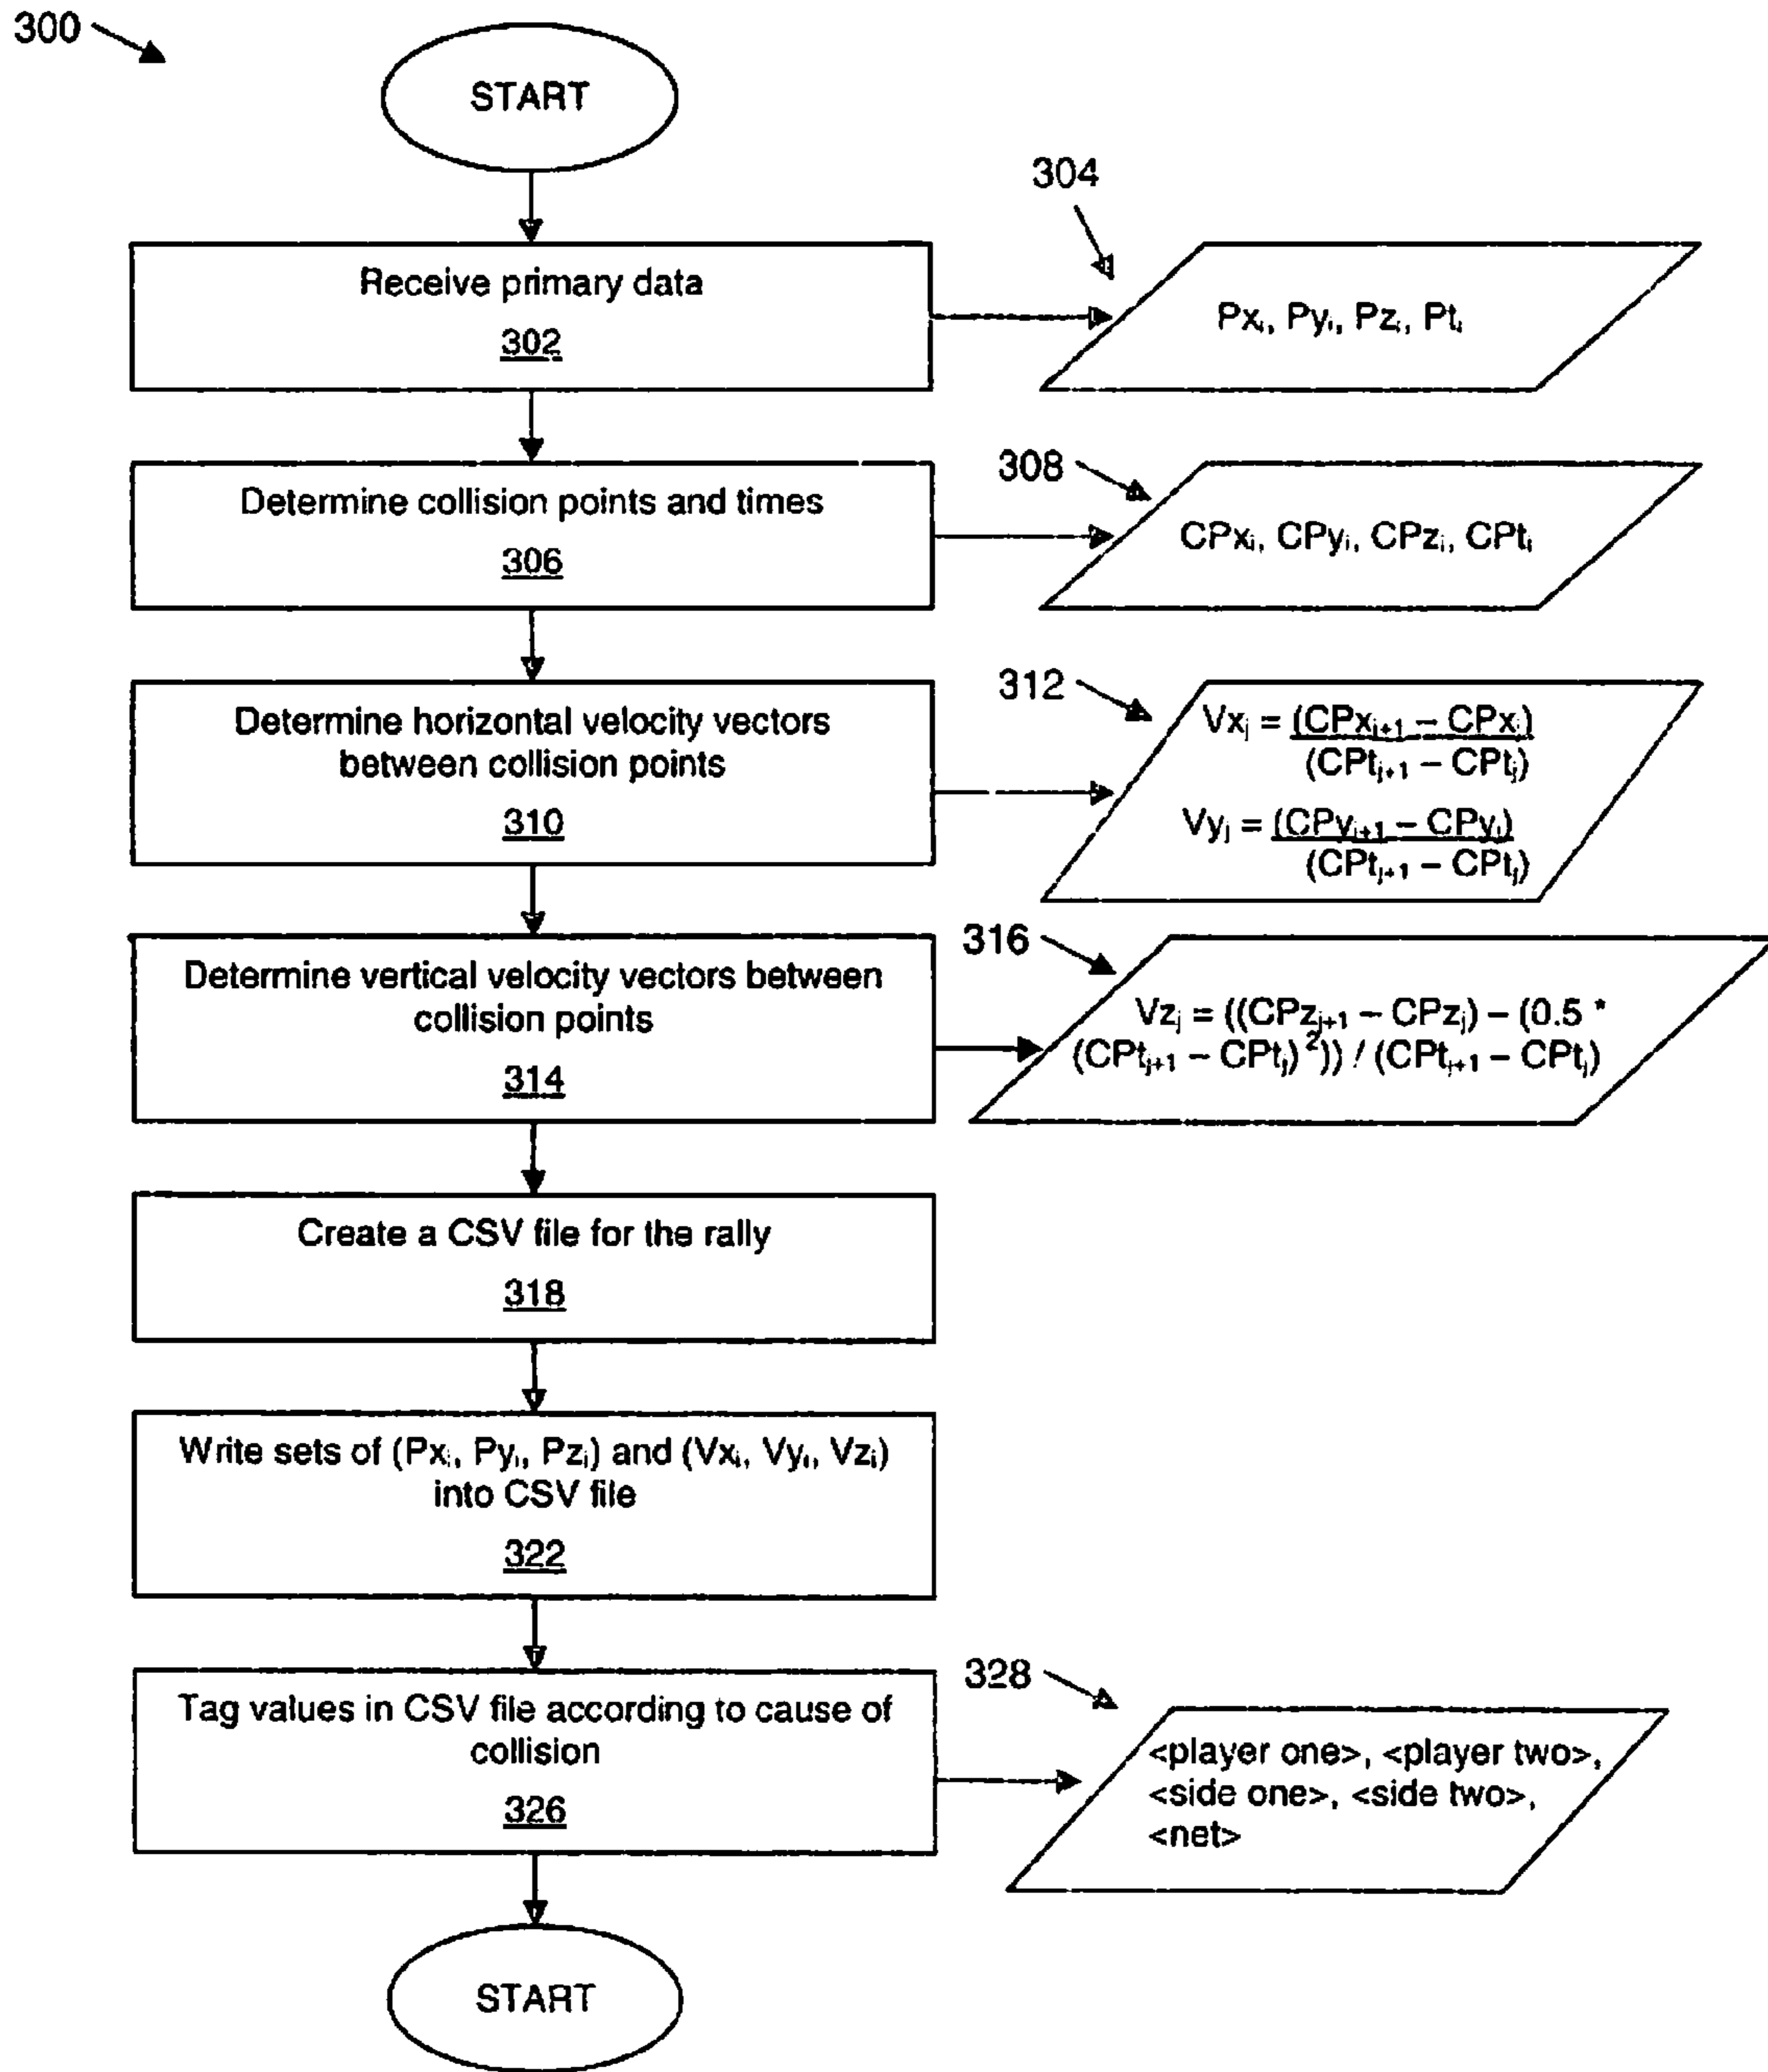 300
START
304
Receive primary data
302
Pxᵢ, Pyᵢ, Pzᵢ, Ptᵢ
308
Determine collision points and times
306
CPxᵢ, CPyᵢ, CPzᵢ, CPtᵢ
312
Determine horizontal velocity vectors
between collision points
310
Vxⱼ = (CPxⱼ₊₁ – CPxⱼ)
(CPtⱼ₊₁ – CPtⱼ)
Vyⱼ = (CPyⱼ₊₁ – CPyⱼ)
(CPtⱼ₊₁ – CPtⱼ)
316
Determine vertical velocity vectors between
collision points
314
Vzⱼ = ((CPzⱼ₊₁ – CPzⱼ) – (0.5 *
(CPtⱼ₊₁ – CPtⱼ)²)) / (CPtⱼ₊₁ – CPtⱼ)
Create a CSV file for the rally
318
Write sets of (Pxᵢ, Pyᵢ, Pzᵢ) and (Vxᵢ, Vyᵢ, Vzᵢ)
into CSV file
322
328
Tag values in CSV file according to cause of
collision
326
<player one>, <player two>,
<side one>, <side two>,
<net>
START